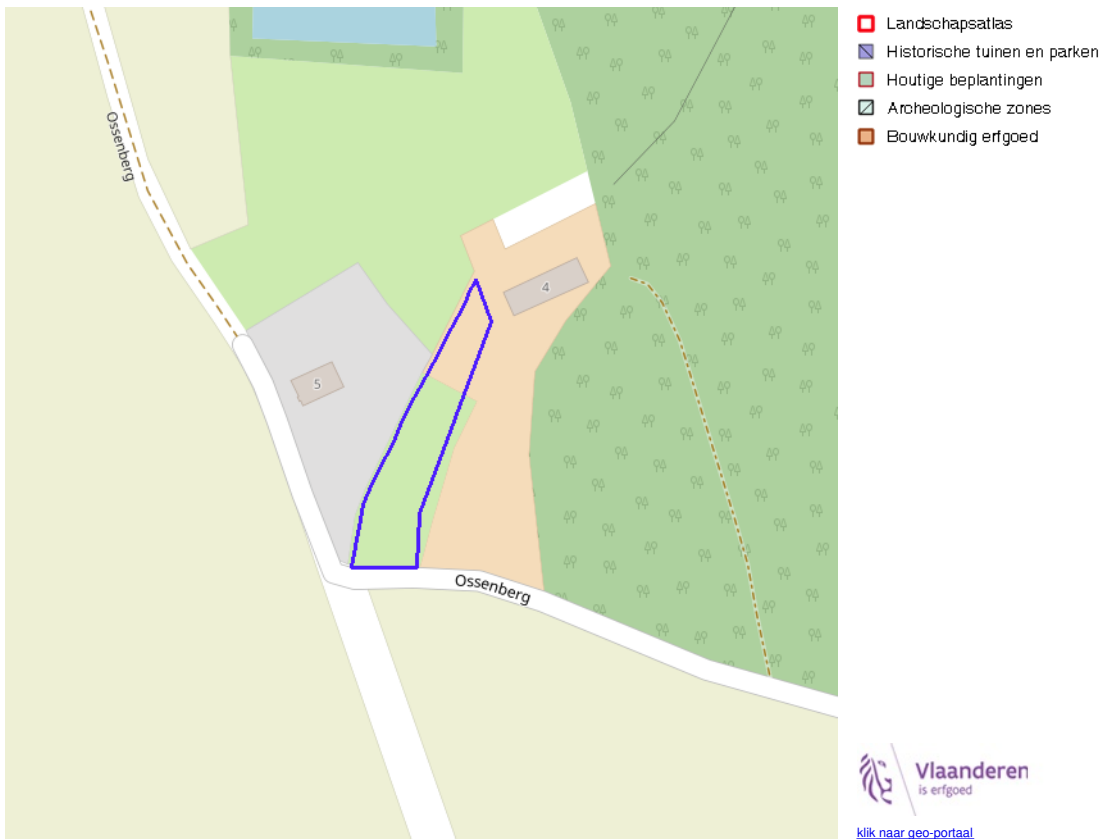 Ossenberg
4
5
Ossenberg
Landschapsatlas
Historische tuinen en parken
Houtige beplantingen
Archeologische zones
Bouwkundig erfgoed
Vlaanderen
is erfgoed
klik naar geo-portaal